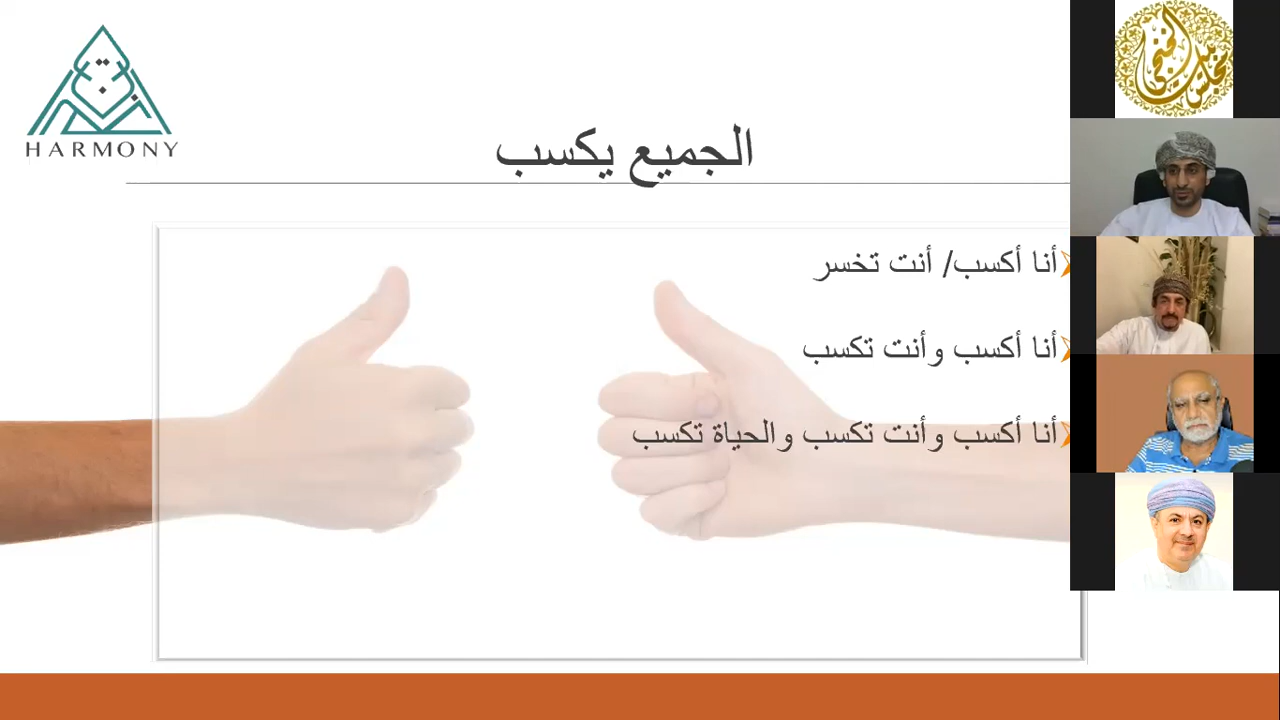 HARMONY
الجميع يكسب
أنا أكسب/ أنت تخسر
أنا أكسب وأنت تكسب
أنا أكسب وأنت تكسب والحياة تكسب